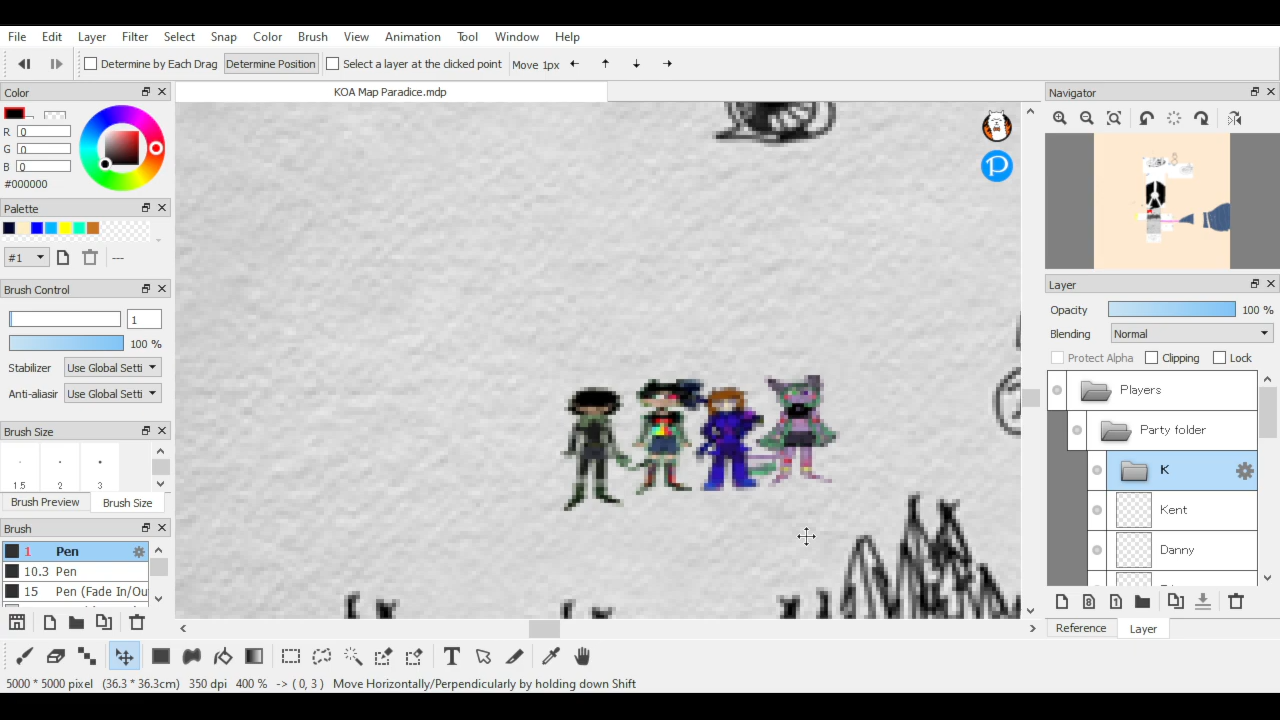 File Edit Layer Filter Select Snap Color Brush View Animation Tool Window Help
Determine by Each Drag Determine Position Select a layer at the clicked point Move 1px
Color
KOA Map Paradice.mdp
Navigator
R 0
G 0
B 0
#000000
Palette
#1 ---
Brush Control
1
100 %
Stabilizer Use Global Setti
Anti-aliasin Use Global Setti
Brush Size
1.5 2
Brush Preview Brush Size
Brush
1 Pen
10.3 Pen
15 Pen (Fade In/Ou
Layer
Opacity 100 %
Blending Normal
Protect Alpha Clipping Lock
Players
Party folder
K
Kent
Danny
8 1
Reference Layer
T
5000 * 5000 pixel (36.3 * 36.3cm) 350 dpi 400 % -> ( 0, 3 ) Move Horizontally/Perpendicularly by holding down Shift